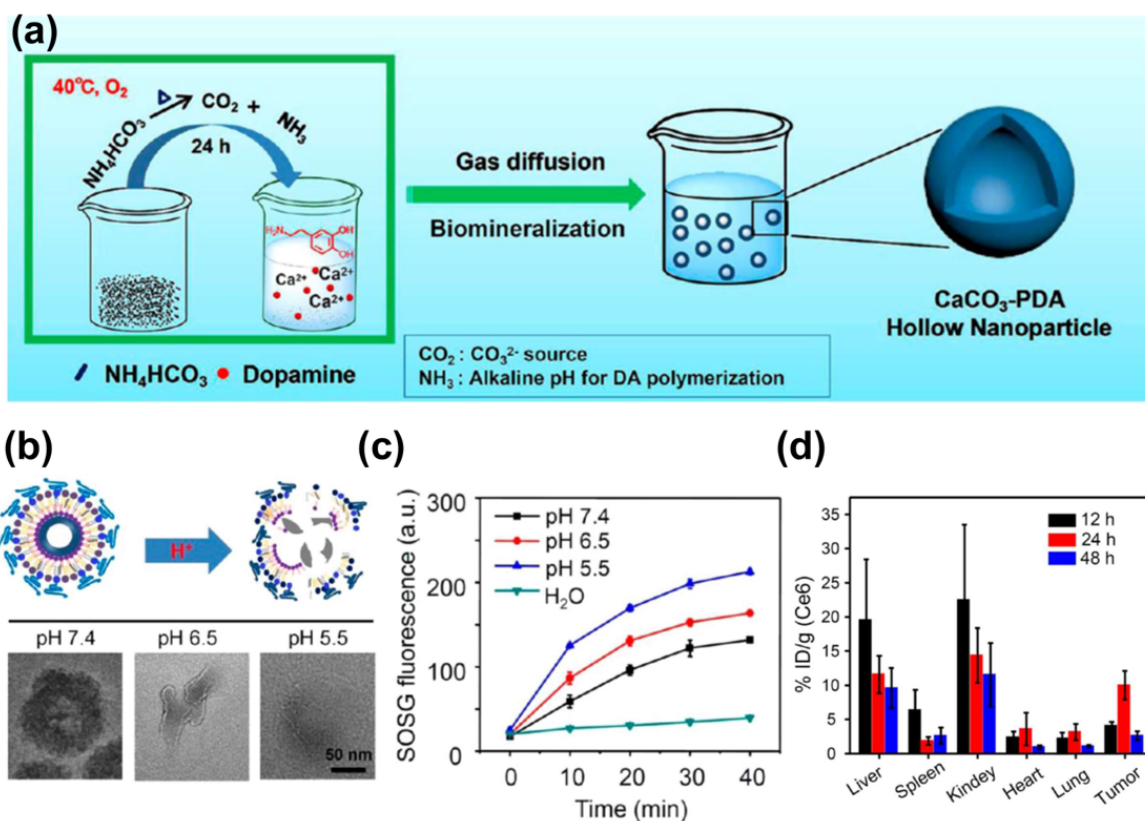 (a)
40°C, O₂
NH₄HCO₃
CO₂ +
NH₃
24 h
H₂N
OH
OH
Ca²⁺
Ca²⁺
Ca²⁺
NH₄HCO₃
Dopamine
Gas diffusion
Biomineralization
CO₂ : CO₃²⁻ source
NH₃ : Alkaline pH for DA polymerization
CaCO₃-PDA
Hollow Nanoparticle
(b)
H⁺
pH 7.4
pH 6.5
pH 5.5
50 nm
(c)
SOSG fluorescence (a.u.)
300
200
100
0
pH 7.4
pH 6.5
pH 5.5
H₂O
0 10 20 30 40
Time (min)
(d)
% ID/g (Ce6)
35
30
25
20
15
10
5
0
12 h
24 h
48 h
Liver Spleen Kindey Heart Lung Tumor